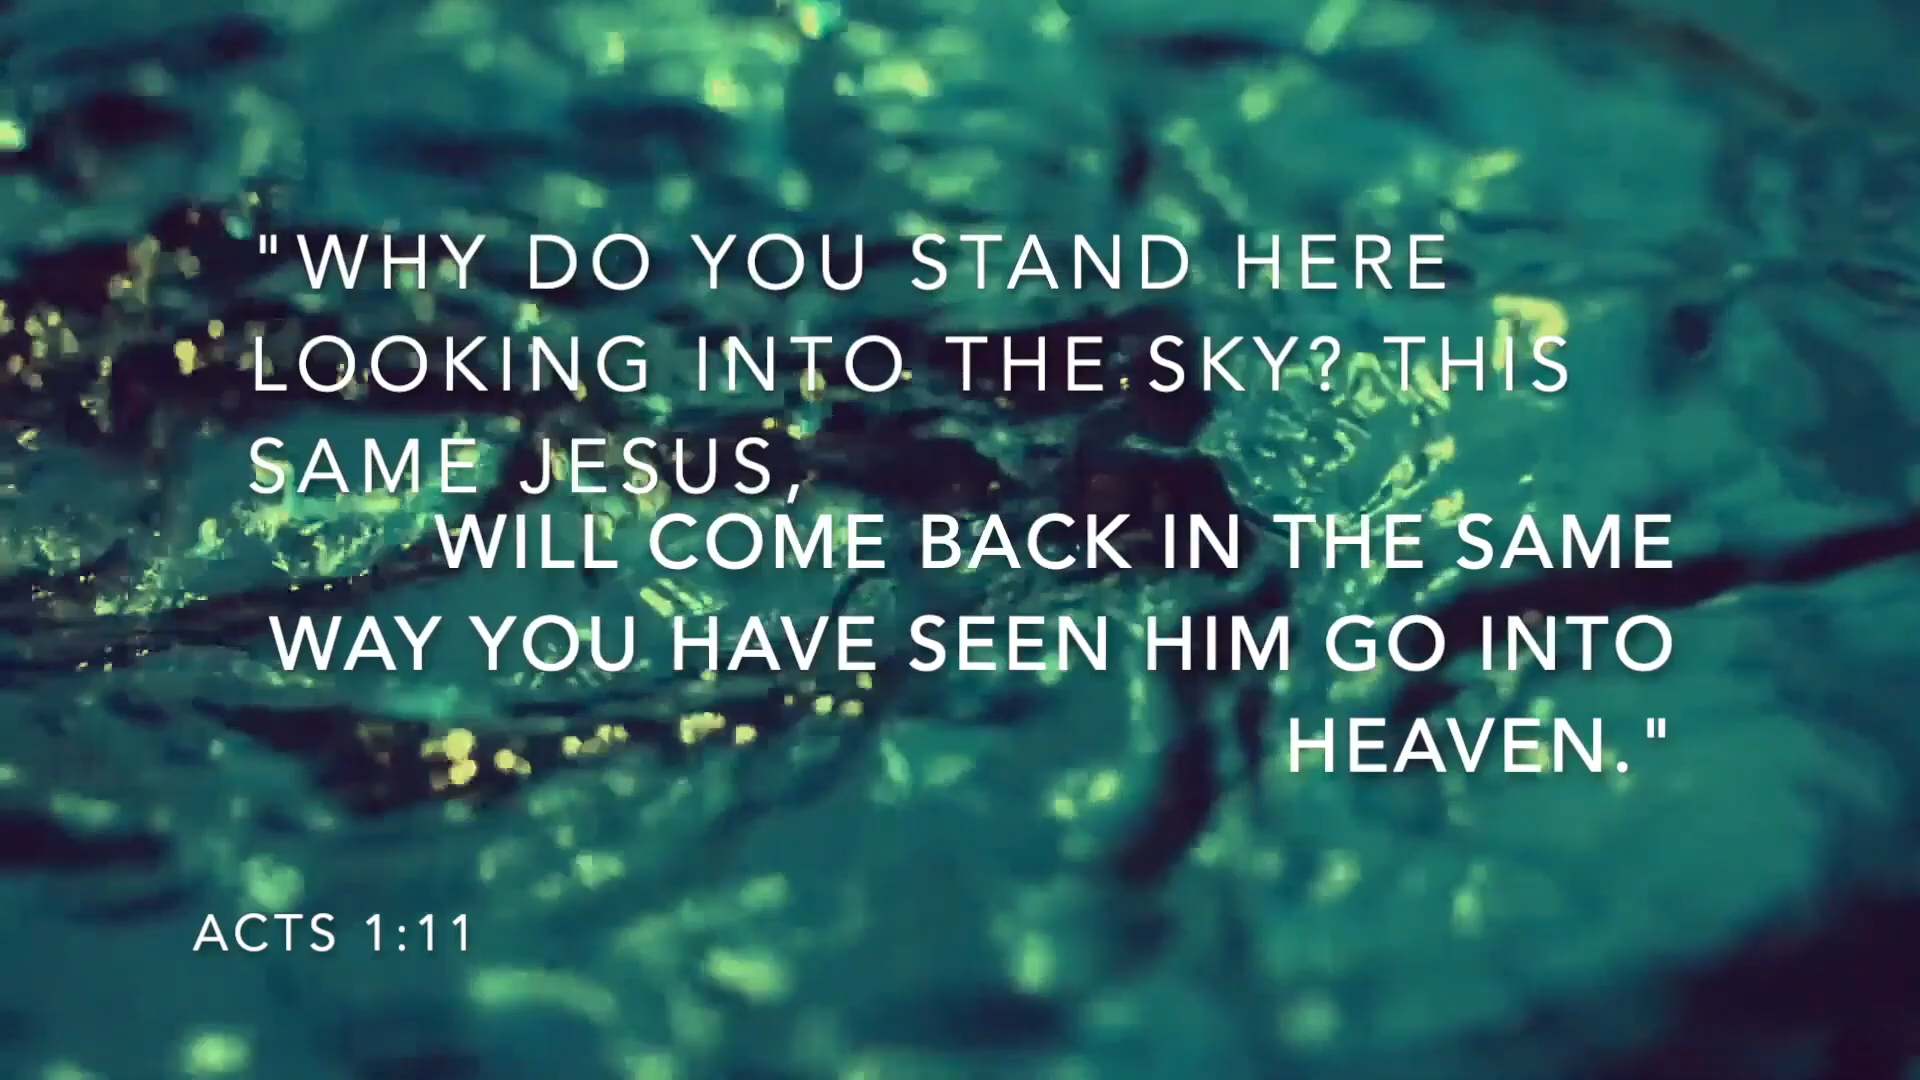 "WHY DO YOU STAND HERE
LOOKING INTO THE SKY? THIS
SAME JESUS,
WILL COME BACK IN THE SAME
WAY YOU HAVE SEEN HIM GO INTO
HEAVEN."
ACTS 1:11